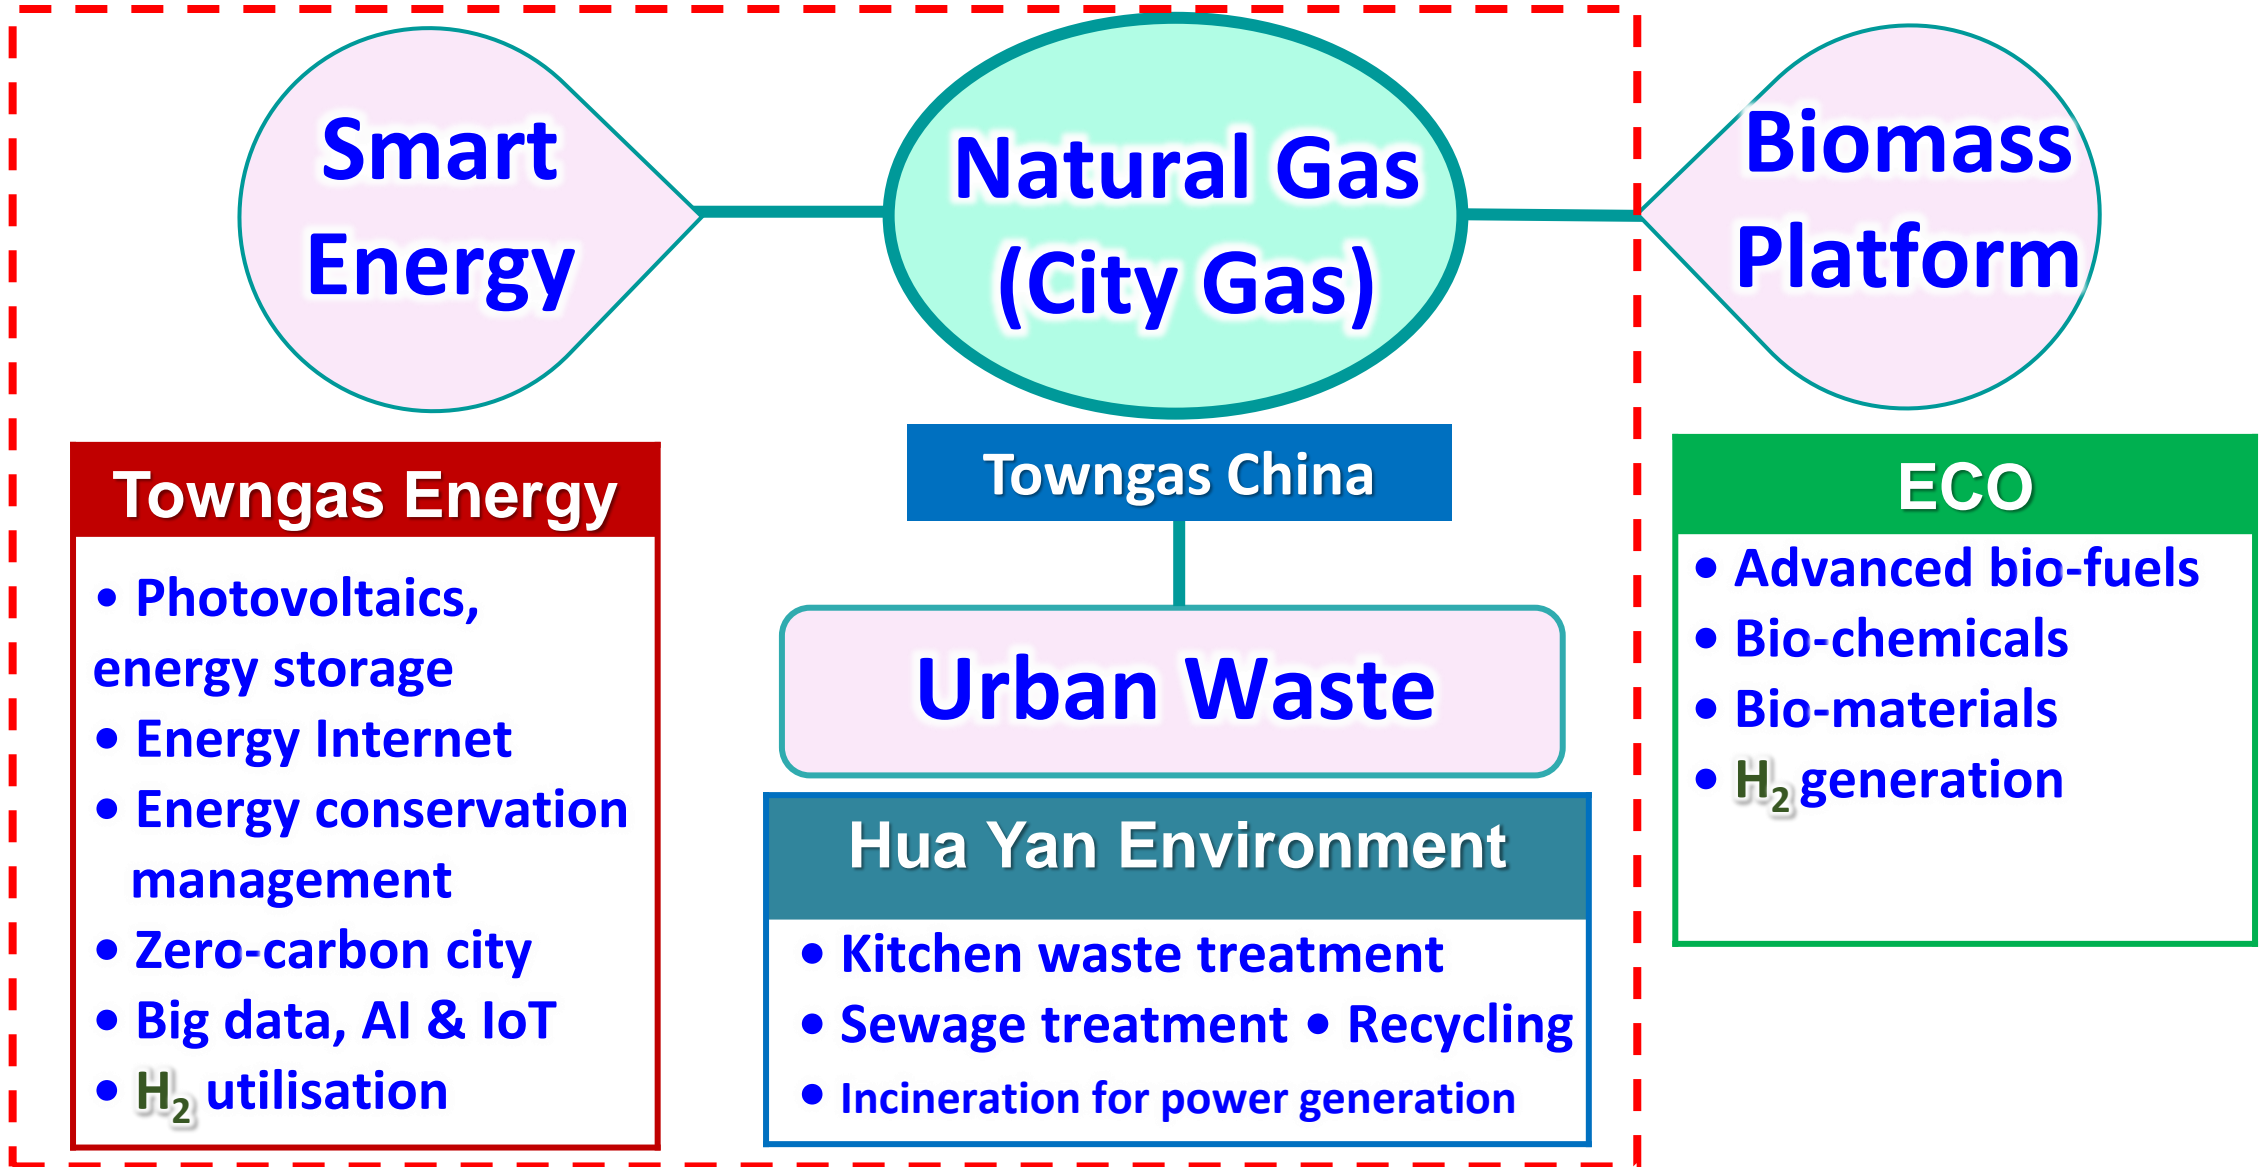 Smart
Energy
Natural Gas
(City Gas)
Biomass
Platform
Towngas Energy
• Photovoltaics,
energy storage
• Energy Internet
• Energy conservation
management
• Zero-carbon city
• Big data, AI & IoT
• H₂ utilisation
Towngas China
Urban Waste
Hua Yan Environment
• Kitchen waste treatment
• Sewage treatment • Recycling
• Incineration for power generation
ECO
• Advanced bio-fuels
• Bio-chemicals
• Bio-materials
• H₂ generation